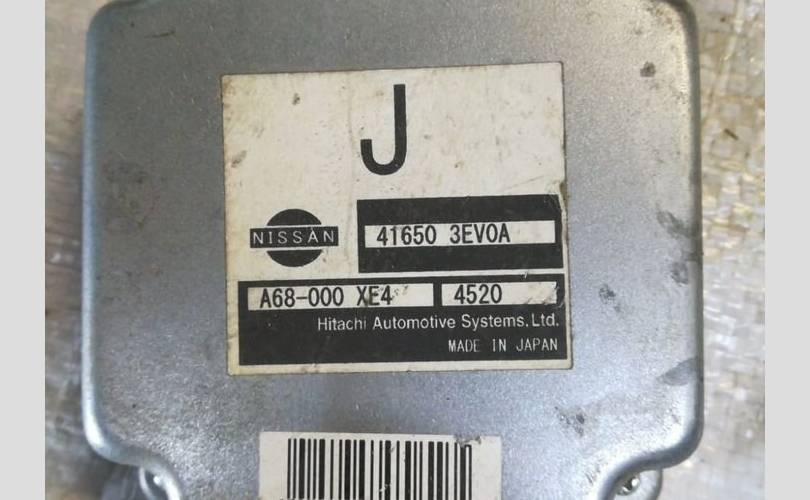 J
NISSAN
41650 3EV0A
A68-000 XE4 4520
Hitachi Automotive Systems,Ltd.
MADE IN JAPAN